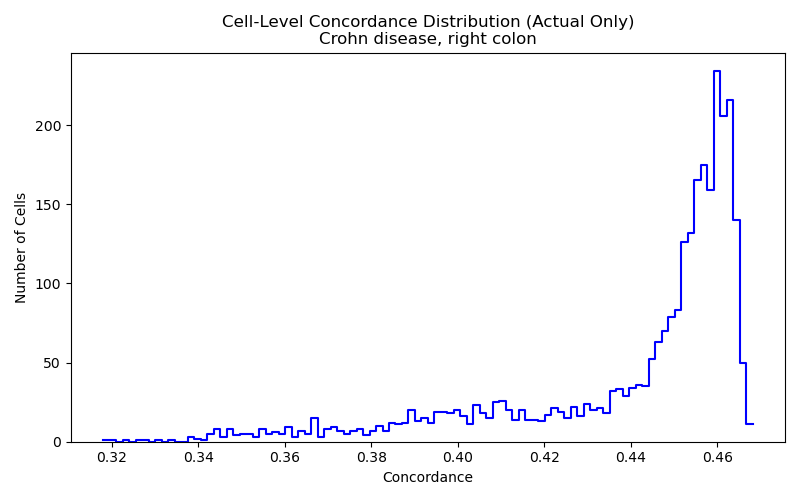 Cell-Level Concordance Distribution (Actual Only)
Crohn disease, right colon
Number of Cells
200
150
100
50
0
0.32 0.34 0.36 0.38 0.40 0.42 0.44 0.46
Concordance